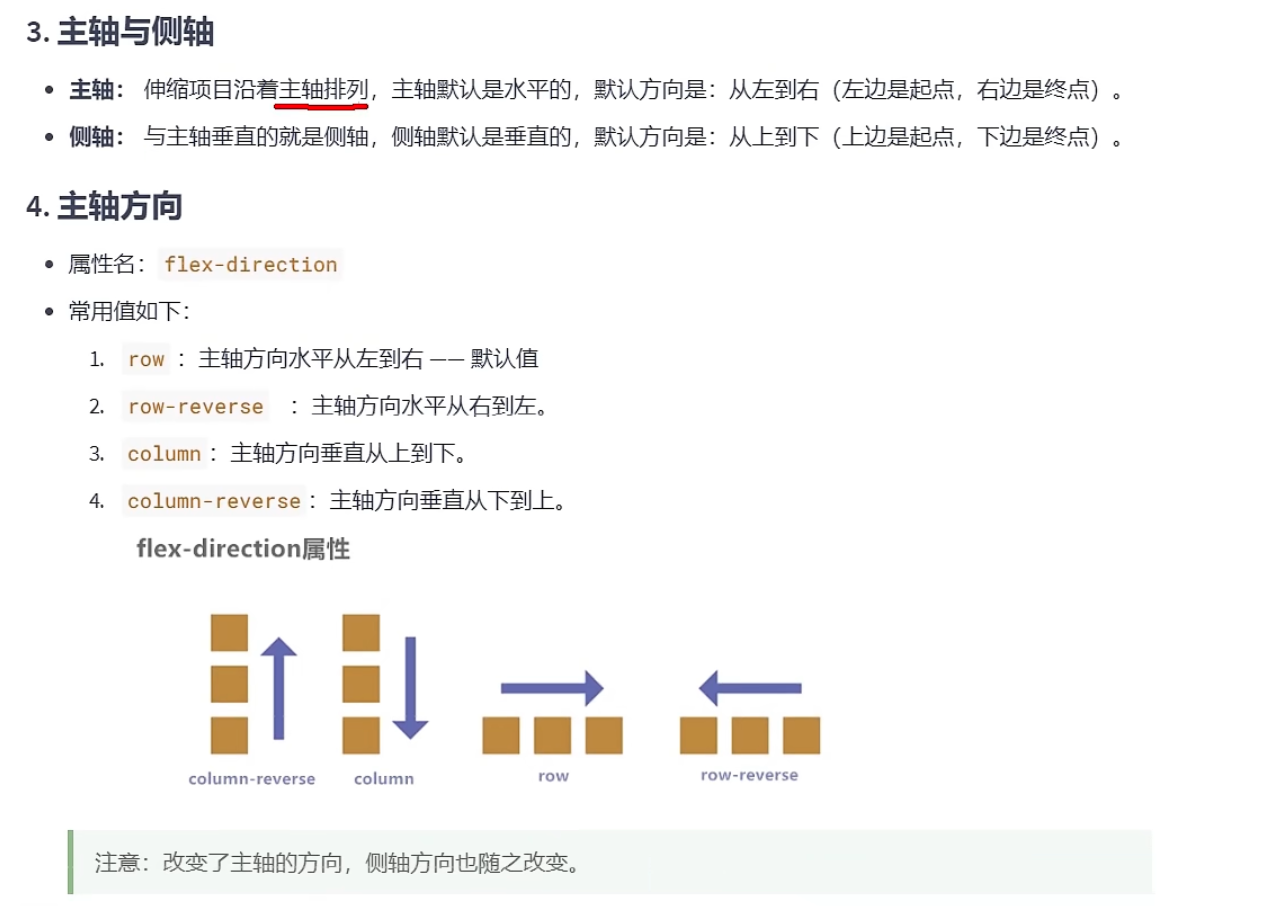 3. 主轴与侧轴
主轴： 伸缩项目沿着主轴排列，主轴默认是水平的，默认方向是：从左到右（左边是起点，右边是终点）。
侧轴： 与主轴垂直的就是侧轴，侧轴默认是垂直的，默认方向是：从上到下（上边是起点，下边是终点）。
4. 主轴方向
属性名： flex-direction
常用值如下：
1. row ： 主轴方向水平从左到右 —— 默认值
2. row-reverse ： 主轴方向水平从右到左。
3. column ： 主轴方向垂直从上到下。
4. column-reverse ： 主轴方向垂直从下到上。
flex-direction属性
column-reverse column row row-reverse
注意：改变了主轴的方向，侧轴方向也随之改变。